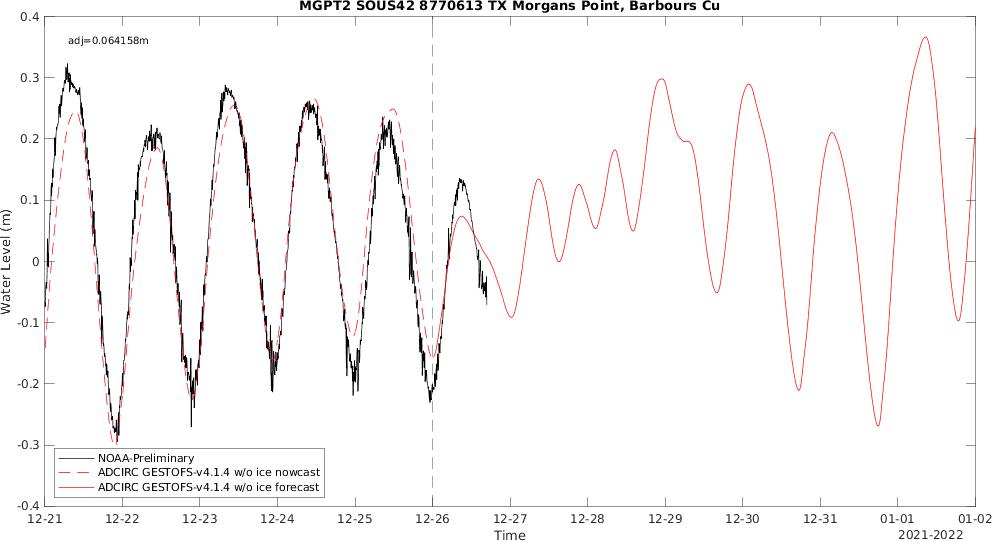 MGPT2 SOUS42 8770613 TX Morgans Point, Barbours Cu
adj=0.064158m
0.4
0.3
0.2
0.1
0
-0.1
-0.2
-0.3
-0.4
Water Level (m)
NOAA-Preliminary
ADCIRC GESTOFS-v4.1.4 w/o ice nowcast
ADCIRC GESTOFS-v4.1.4 w/o ice forecast
12-21 12-22 12-23 12-24 12-25 12-26 12-27 12-28 12-29 12-30 12-31 01-01 01-02
Time
2021-2022